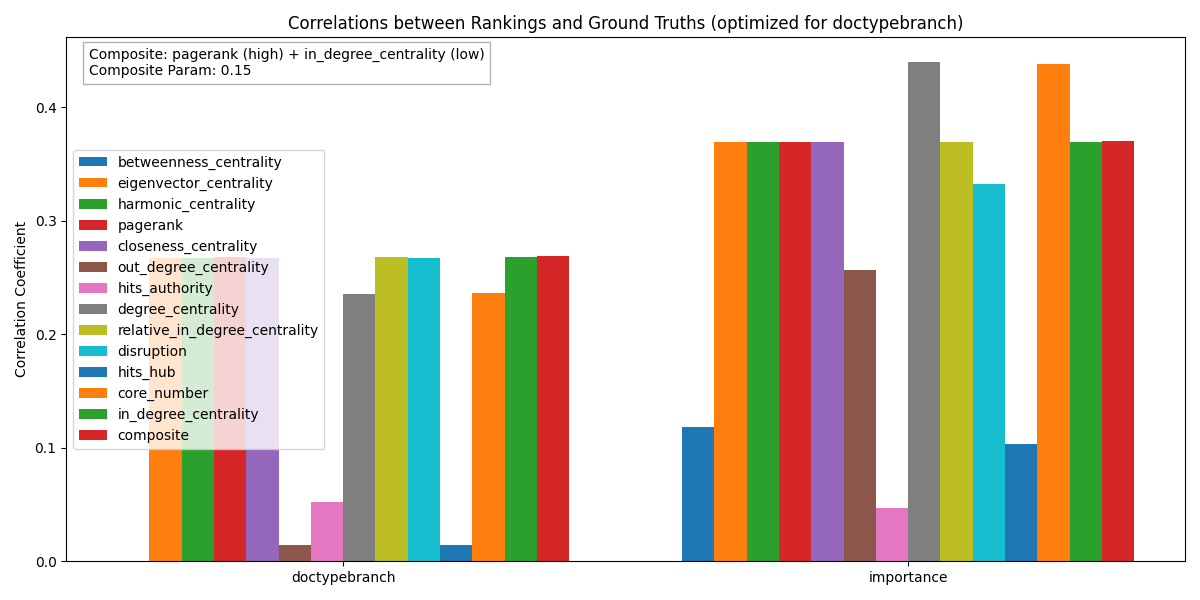 Correlations between Rankings and Ground Truths (optimized for doctypebranch)
Composite: pagerank (high) + in_degree_centrality (low)
Composite Param: 0.15
Correlation Coefficient
0.4
0.3
0.2
0.1
0.0
betweenness_centrality
eigenvector_centrality
harmonic_centrality
pagerank
closeness_centrality
out_degree_centrality
hits_authority
degree_centrality
relative_in_degree_centrality
disruption
hits_hub
core_number
in_degree_centrality
composite
doctypebranch
importance